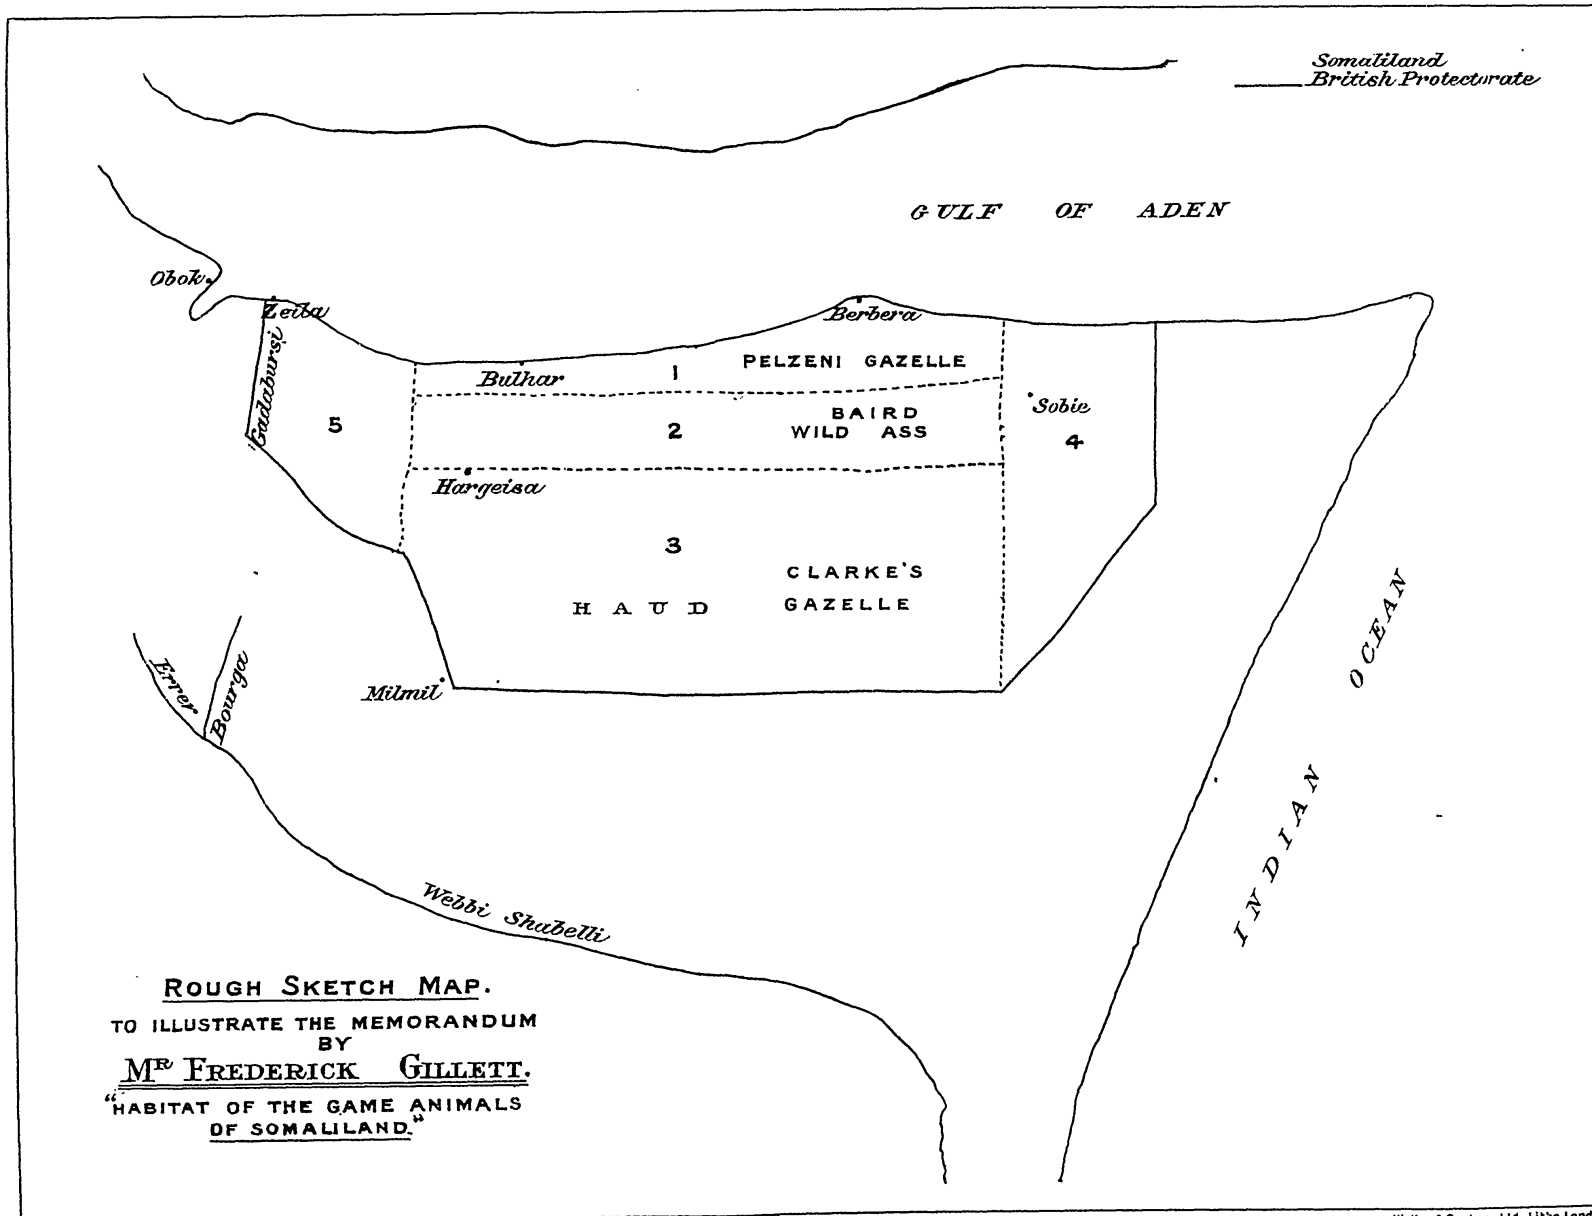 Somaliland
British Protectorate
GULF OF ADEN
Obok
Zeila
Berbera
Gadabursi
Bulhar
1
PELZENI GAZELLE
5
2
BAIRD
WILD ASS
Sobie
4
Hargeisa
3
CLARKE'S
HAUD
GAZELLE
INDIAN OCEAN
Errer
Bourga
Milmil
Webbi Shabelli
ROUGH SKETCH MAP.
TO ILLUSTRATE THE MEMORANDUM
BY
MR FREDERICK GILLETT.
"HABITAT OF THE GAME ANIMALS
OF SOMALILAND."